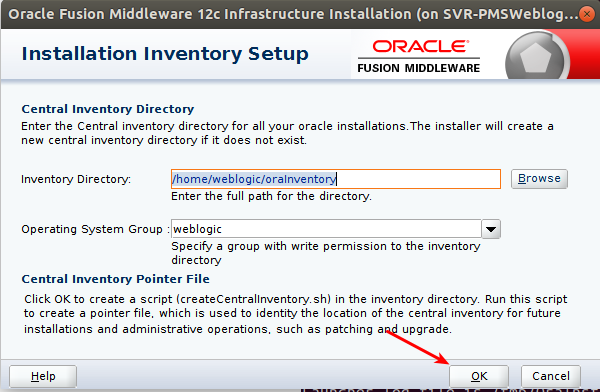 Oracle Fusion Middleware 12c Infrastructure Installation (on SVR-PMSWeblog...
Installation Inventory Setup
ORACLE
FUSION MIDDLEWARE
Central Inventory Directory
Enter the Central inventory directory for all your oracle installations.The installer will create a
new central inventory directory if it does not exist.
Inventory Directory: /home/weblogic/oraInventory Browse
Enter the full path for the directory.
Operating System Group : weblogic
Specify a group with write permission to the inventory
directory
Central Inventory Pointer File
Click OK to create a script (createCentralInventory.sh) in the inventory directory. Run this script
to create a pointer file, which is used to identity the location of the central inventory for future
installations and administrative operations, such as patching and upgrade.
Help OK Cancel